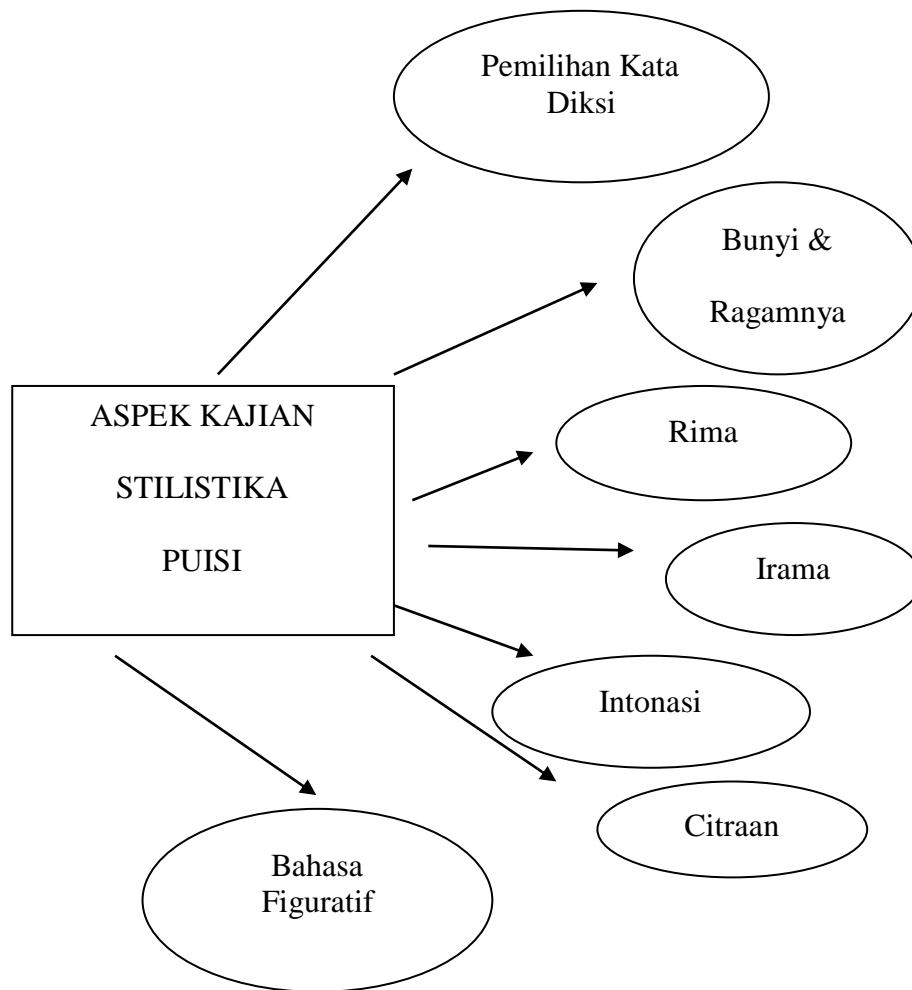 Pemilihan Kata
Diksi
Bunyi &
Ragamnya
ASPEK KAJIAN
STILISTIKA
PUISI
Rima
Irama
Intonasi
Citraan
Bahasa
Figuratif